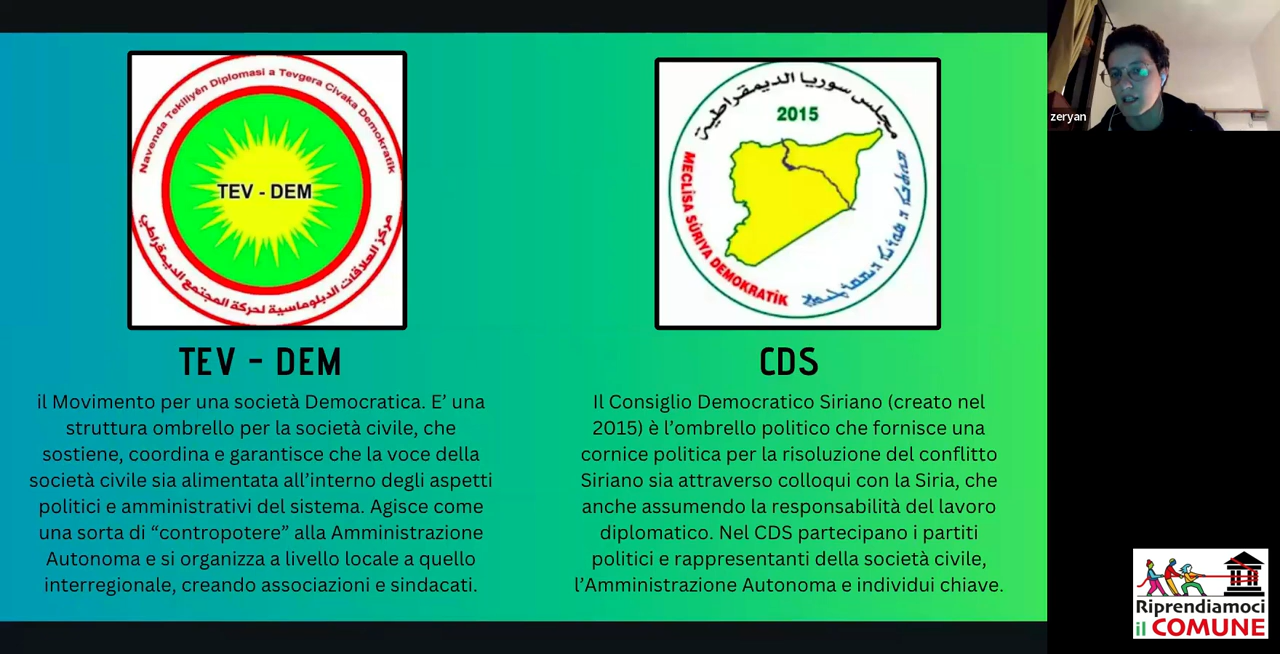 Navenda Tekiliyên Diplomasi a Tevgera Civaka Demokratik
TEV - DEM
مركز العلاقات الدبلوماسية لحركة المجتمع الديمقراطي
مجلس سوريا الديمقراطية
2015
MECLÎSA SÛRIYA DEMOKRATÎK
zeryan
TEV - DEM
il Movimento per una società Democratica. E’ una
struttura ombrello per la società civile, che
sostiene, coordina e garantisce che la voce della
società civile sia alimentata all’interno degli aspetti
politici e amministrativi del sistema. Agisce come
una sorta di “contropotere” alla Amministrazione
Autonoma e si organizza a livello locale a quello
interregionale, creando associazioni e sindacati.
CDS
Il Consiglio Democratico Siriano (creato nel
2015) è l’ombrello politico che fornisce una
cornice politica per la risoluzione del conflitto
Siriano sia attraverso colloqui con la Siria, che
anche assumendo la responsabilità del lavoro
diplomatico. Nel CDS partecipano i partiti
politici e rappresentanti della società civile,
l’Amministrazione Autonoma e individui chiave.
Riprendiamoci
il COMUNE